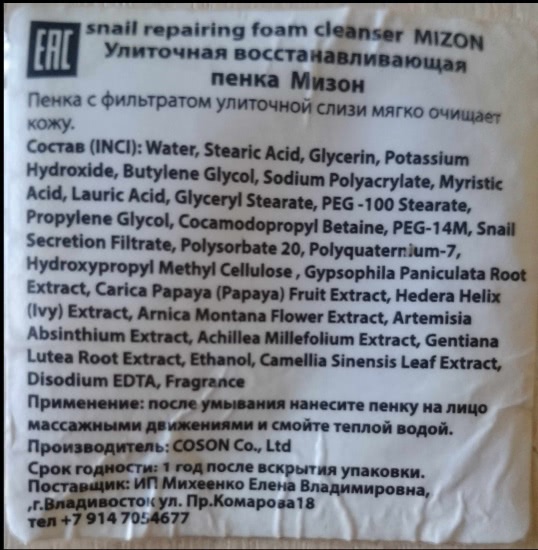 EAC
snail repairing foam cleanser MIZON
Улиточная восстанавливающая
пенка Мизон
Пенка с фильтратом улиточной слизи мягко очищает
кожу.
Состав (INCI): Water, Stearic Acid, Glycerin, Potassium
Hydroxide, Butylene Glycol, Sodium Polyacrylate, Myristic
Acid, Lauric Acid, Glyceryl Stearate, PEG -100 Stearate,
Propylene Glycol, Cocamodopropyl Betaine, PEG-14M, Snail
Secretion Filtrate, Polysorbate 20, Polyquaternium-7,
Hydroxypropyl Methyl Cellulose , Gypsophila Paniculata Root
Extract, Carica Papaya (Papaya) Fruit Extract, Hedera Helix
(Ivy) Extract, Arnica Montana Flower Extract, Artemisia
Absinthium Extract, Achillea Millefolium Extract, Gentiana
Lutea Root Extract, Ethanol, Camellia Sinensis Leaf Extract,
Disodium EDTA, Fragrance
Применение: после умывания нанесите пенку на лицо
массажными движениями и смойте теплой водой.
Производитель: COSON Co., Ltd
Срок годности: 1 год после вскрытия упаковки.
Поставщик: ИП Михеенко Елена Владимировна,
,г.Владивосток ул. Пр.Комарова18
тел +7 914 7054677